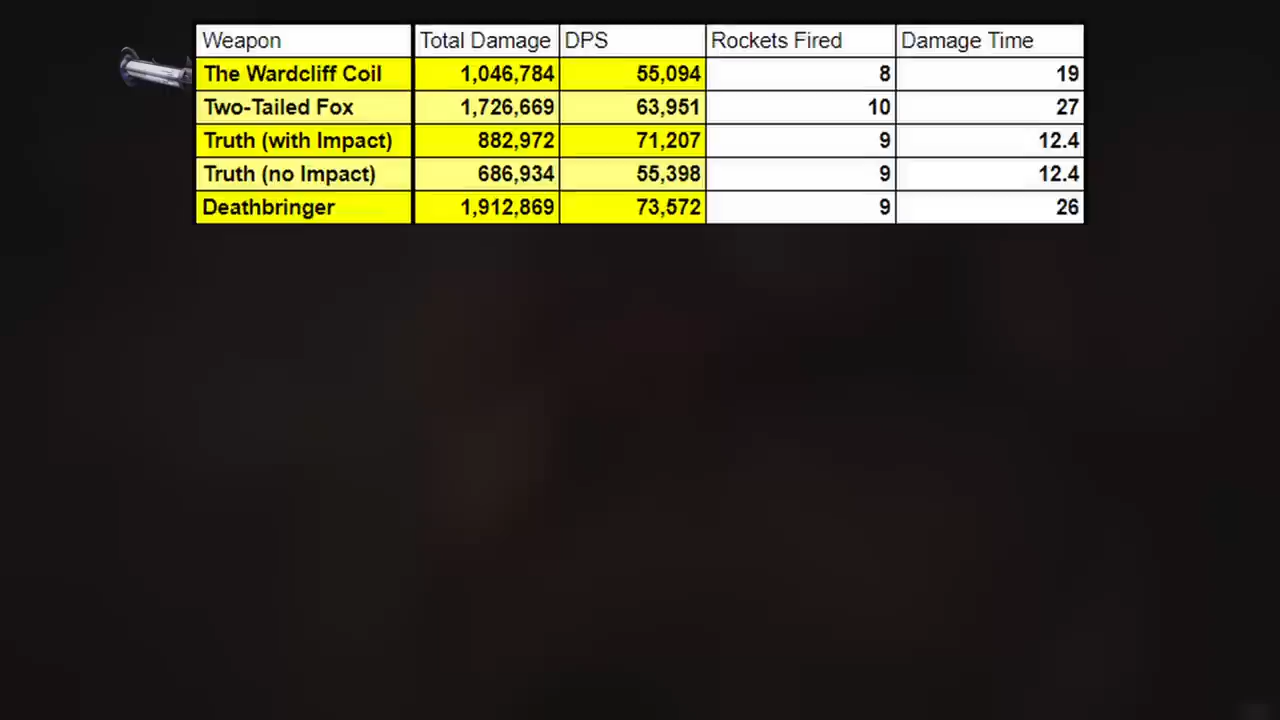 Weapon Total Damage DPS Rockets Fired Damage Time
The Wardcliff Coil 1,046,784 55,094 8 19
Two-Tailed Fox 1,726,669 63,951 10 27
Truth (with Impact) 882,972 71,207 9 12.4
Truth (no Impact) 686,934 55,398 9 12.4
Deathbringer 1,912,869 73,572 9 26